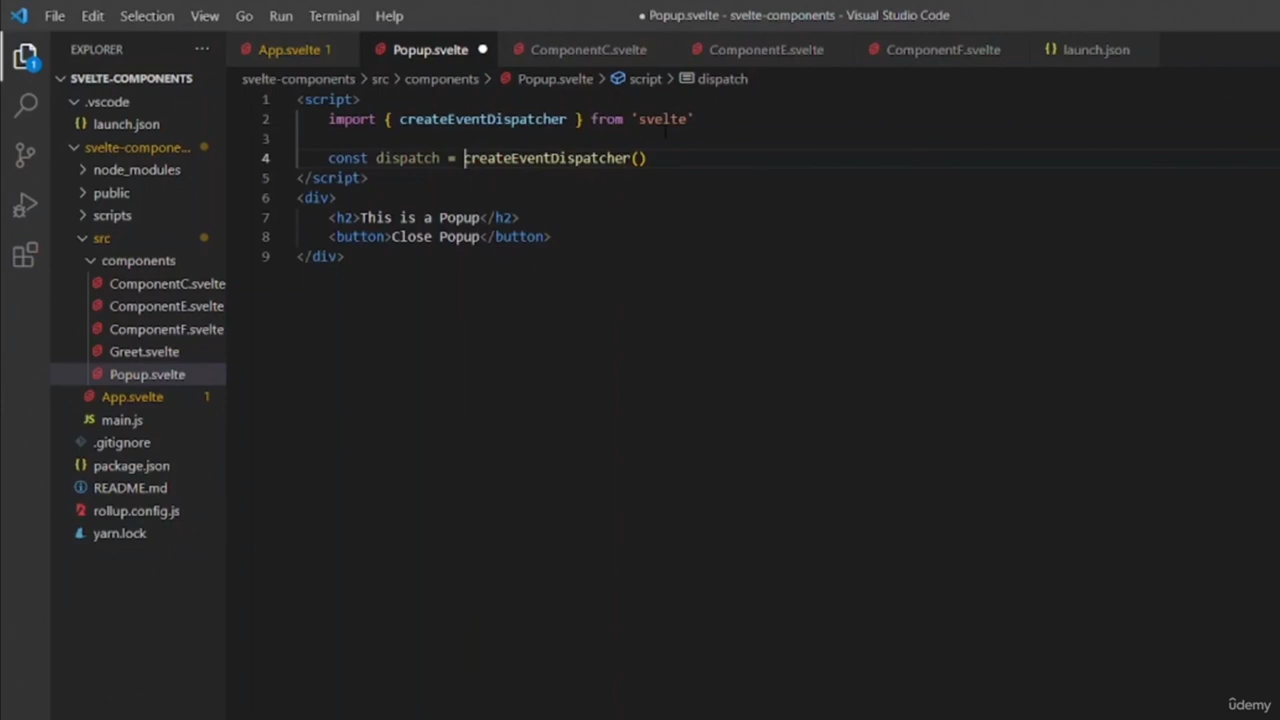 File Edit Selection View Go Run Terminal Help
● Popup.svelte - svelte-components - Visual Studio Code
EXPLORER ...
App.svelte 1
Popup.svelte
ComponentC.svelte
ComponentE.svelte
ComponentF.svelte
{} launch.json
1
SVELTE-COMPONENTS
.vscode
{} launch.json
svelte-compone...
node_modules
public
scripts
src
components
ComponentC.svelte
ComponentE.svelte
ComponentF.svelte
Greet.svelte
Popup.svelte
App.svelte 1
JS main.js
.gitignore
{} package.json
README.md
rollup.config.js
yarn.lock
svelte-components > src > components > Popup.svelte > script > dispatch
1 <script>
2 import { createEventDispatcher } from 'svelte'
3
4 const dispatch = createEventDispatcher()
5 </script>
6 <div>
7 <h2>This is a Popup</h2>
8 <button>Close Popup</button>
9 </div>
ûdemy